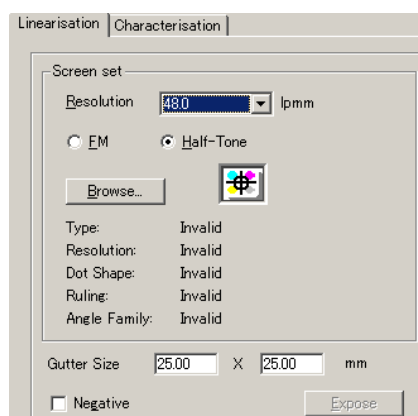 Linearisation Characterisation
Screen set
Resolution 48.0 lpmm
FM Half-Tone
Browse...
Type: Invalid
Resolution: Invalid
Dot Shape: Invalid
Ruling: Invalid
Angle Family: Invalid
Gutter Size 25.00 X 25.00 mm
Negative Expose